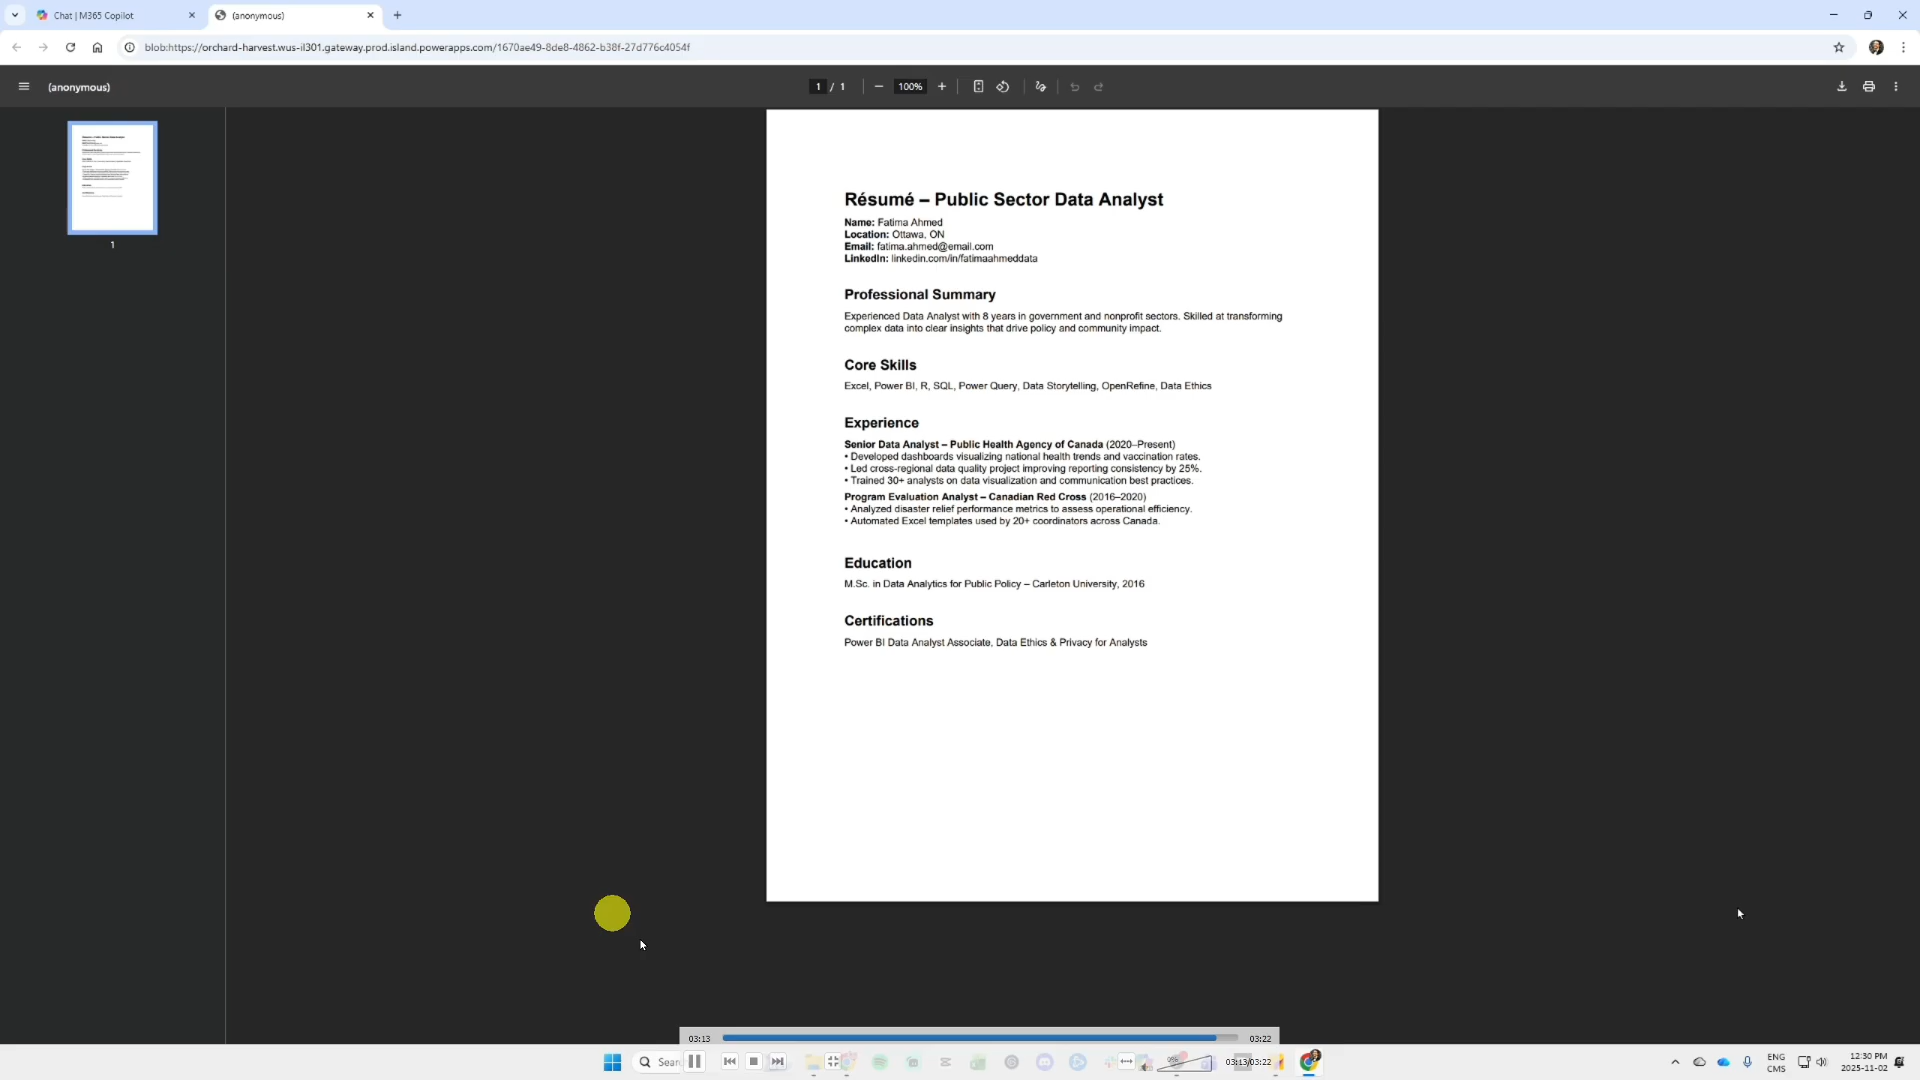 Chat | M365 Copilot
(anonymous)
blob:https://orchard-harvest.wus-il301.gateway.prod.island.powerapps.com/1670ae49-8de8-4862-b38f-27d776c4054f
(anonymous)
1 / 1
100%
1
Résumé – Public Sector Data Analyst
Name: Fatima Ahmed
Location: Ottawa, ON
Email: fatima.ahmed@email.com
LinkedIn: linkedin.com/in/fatimaahmeddata
Professional Summary
Experienced Data Analyst with 8 years in government and nonprofit sectors. Skilled at transforming
complex data into clear insights that drive policy and community impact.
Core Skills
Excel, Power BI, R, SQL, Power Query, Data Storytelling, OpenRefine, Data Ethics
Experience
Senior Data Analyst – Public Health Agency of Canada (2020–Present)
• Developed dashboards visualizing national health trends and vaccination rates.
• Led cross-regional data quality project improving reporting consistency by 25%.
• Trained 30+ analysts on data visualization and communication best practices.
Program Evaluation Analyst – Canadian Red Cross (2016–2020)
• Analyzed disaster relief performance metrics to assess operational efficiency.
• Automated Excel templates used by 20+ coordinators across Canada.
Education
M.Sc. in Data Analytics for Public Policy – Carleton University, 2016
Certifications
Power BI Data Analyst Associate, Data Ethics & Privacy for Analysts
03:13
03:22
Sear
03:13/03:22
ENG
CMS
12:30 PM
2025-11-02